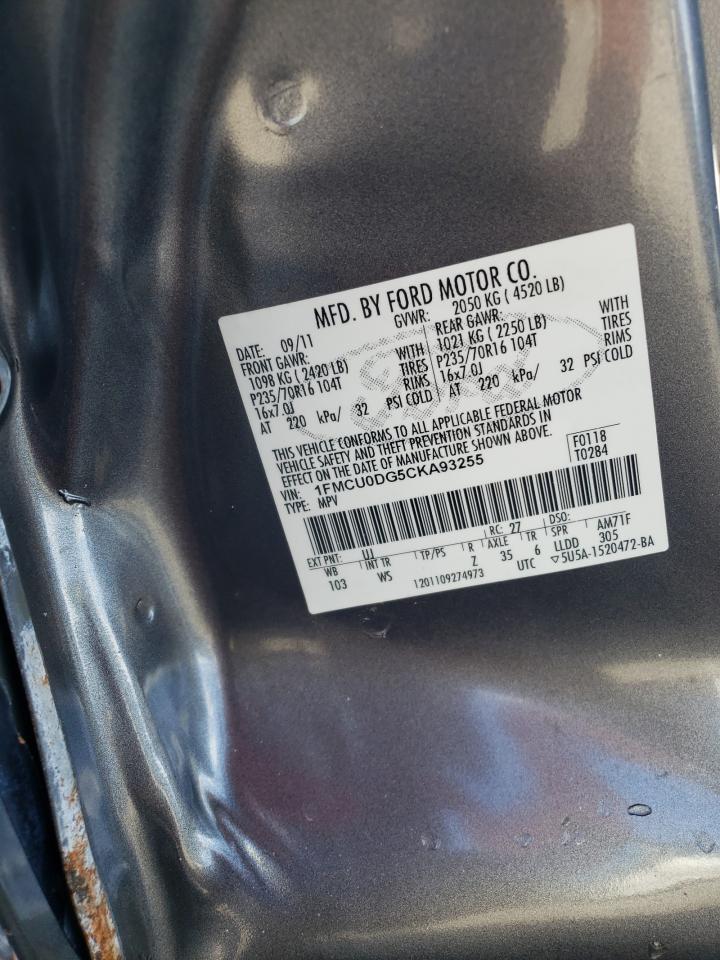 MFD. BY FORD MOTOR CO.
DATE: 09/11 GVWR: 2050 KG ( 4520 LB)
FRONT GAWR: REAR GAWR:
1098 KG ( 2420 LB) WITH 1021 KG ( 2250 LB) WITH
P235/70R16 104T TIRES P235/70R16 104T TIRES
16x7.0J RIMS 16x7.0J RIMS
AT 220 kPa/ 32 PSI COLD AT 220 kPa/ 32 PSI COLD
THIS VEHICLE CONFORMS TO ALL APPLICABLE FEDERAL MOTOR
VEHICLE SAFETY AND THEFT PREVENTION STANDARDS IN
EFFECT ON THE DATE OF MANUFACTURE SHOWN ABOVE.
VIN: 1FMCU0DG5CKA93255 F0118
TYPE: MPV T0284
EXT PNT: UJ RC: 27 DSO:
WB INT TR TP/PS R AXLE TR SPR AM71F
103 WS Z 35 6 LLDD 305
1201109274973 UTC ▽5U5A-1520472-BA